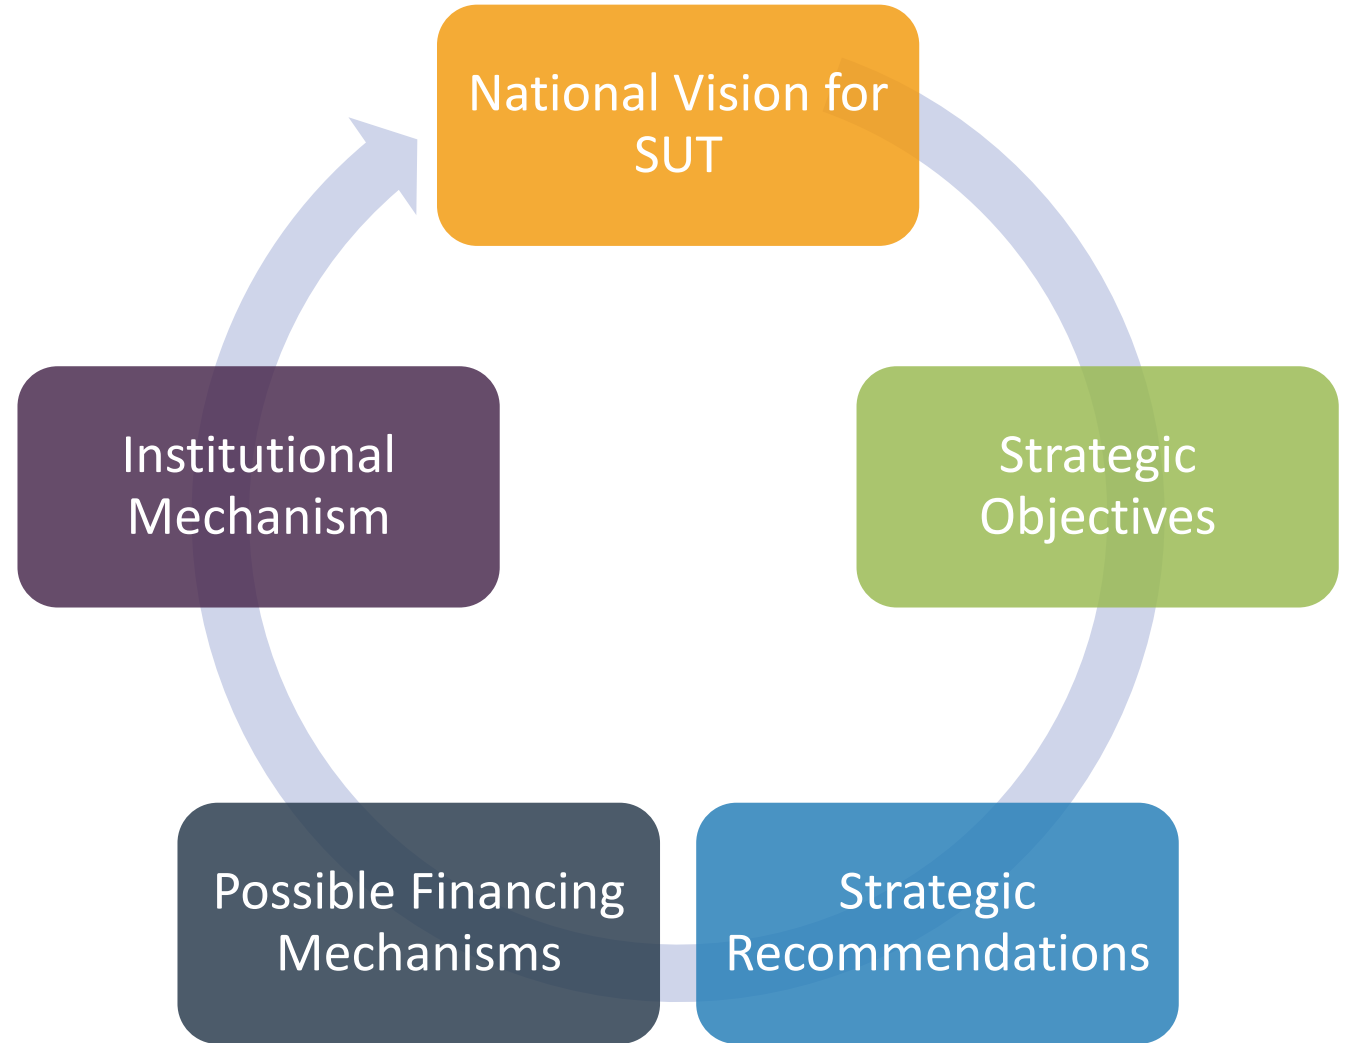 National Vision for
SUT
Strategic
Objectives
Strategic
Recommendations
Possible Financing
Mechanisms
Institutional
Mechanism